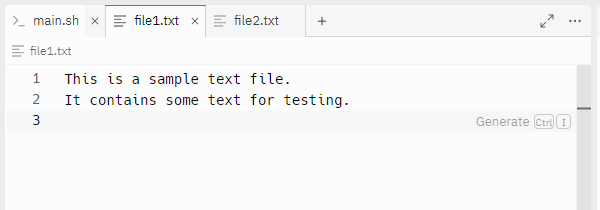 main.sh file1.txt file2.txt
file1.txt
1 This is a sample text file.
2 It contains some text for testing.
3 Generate Ctrl I